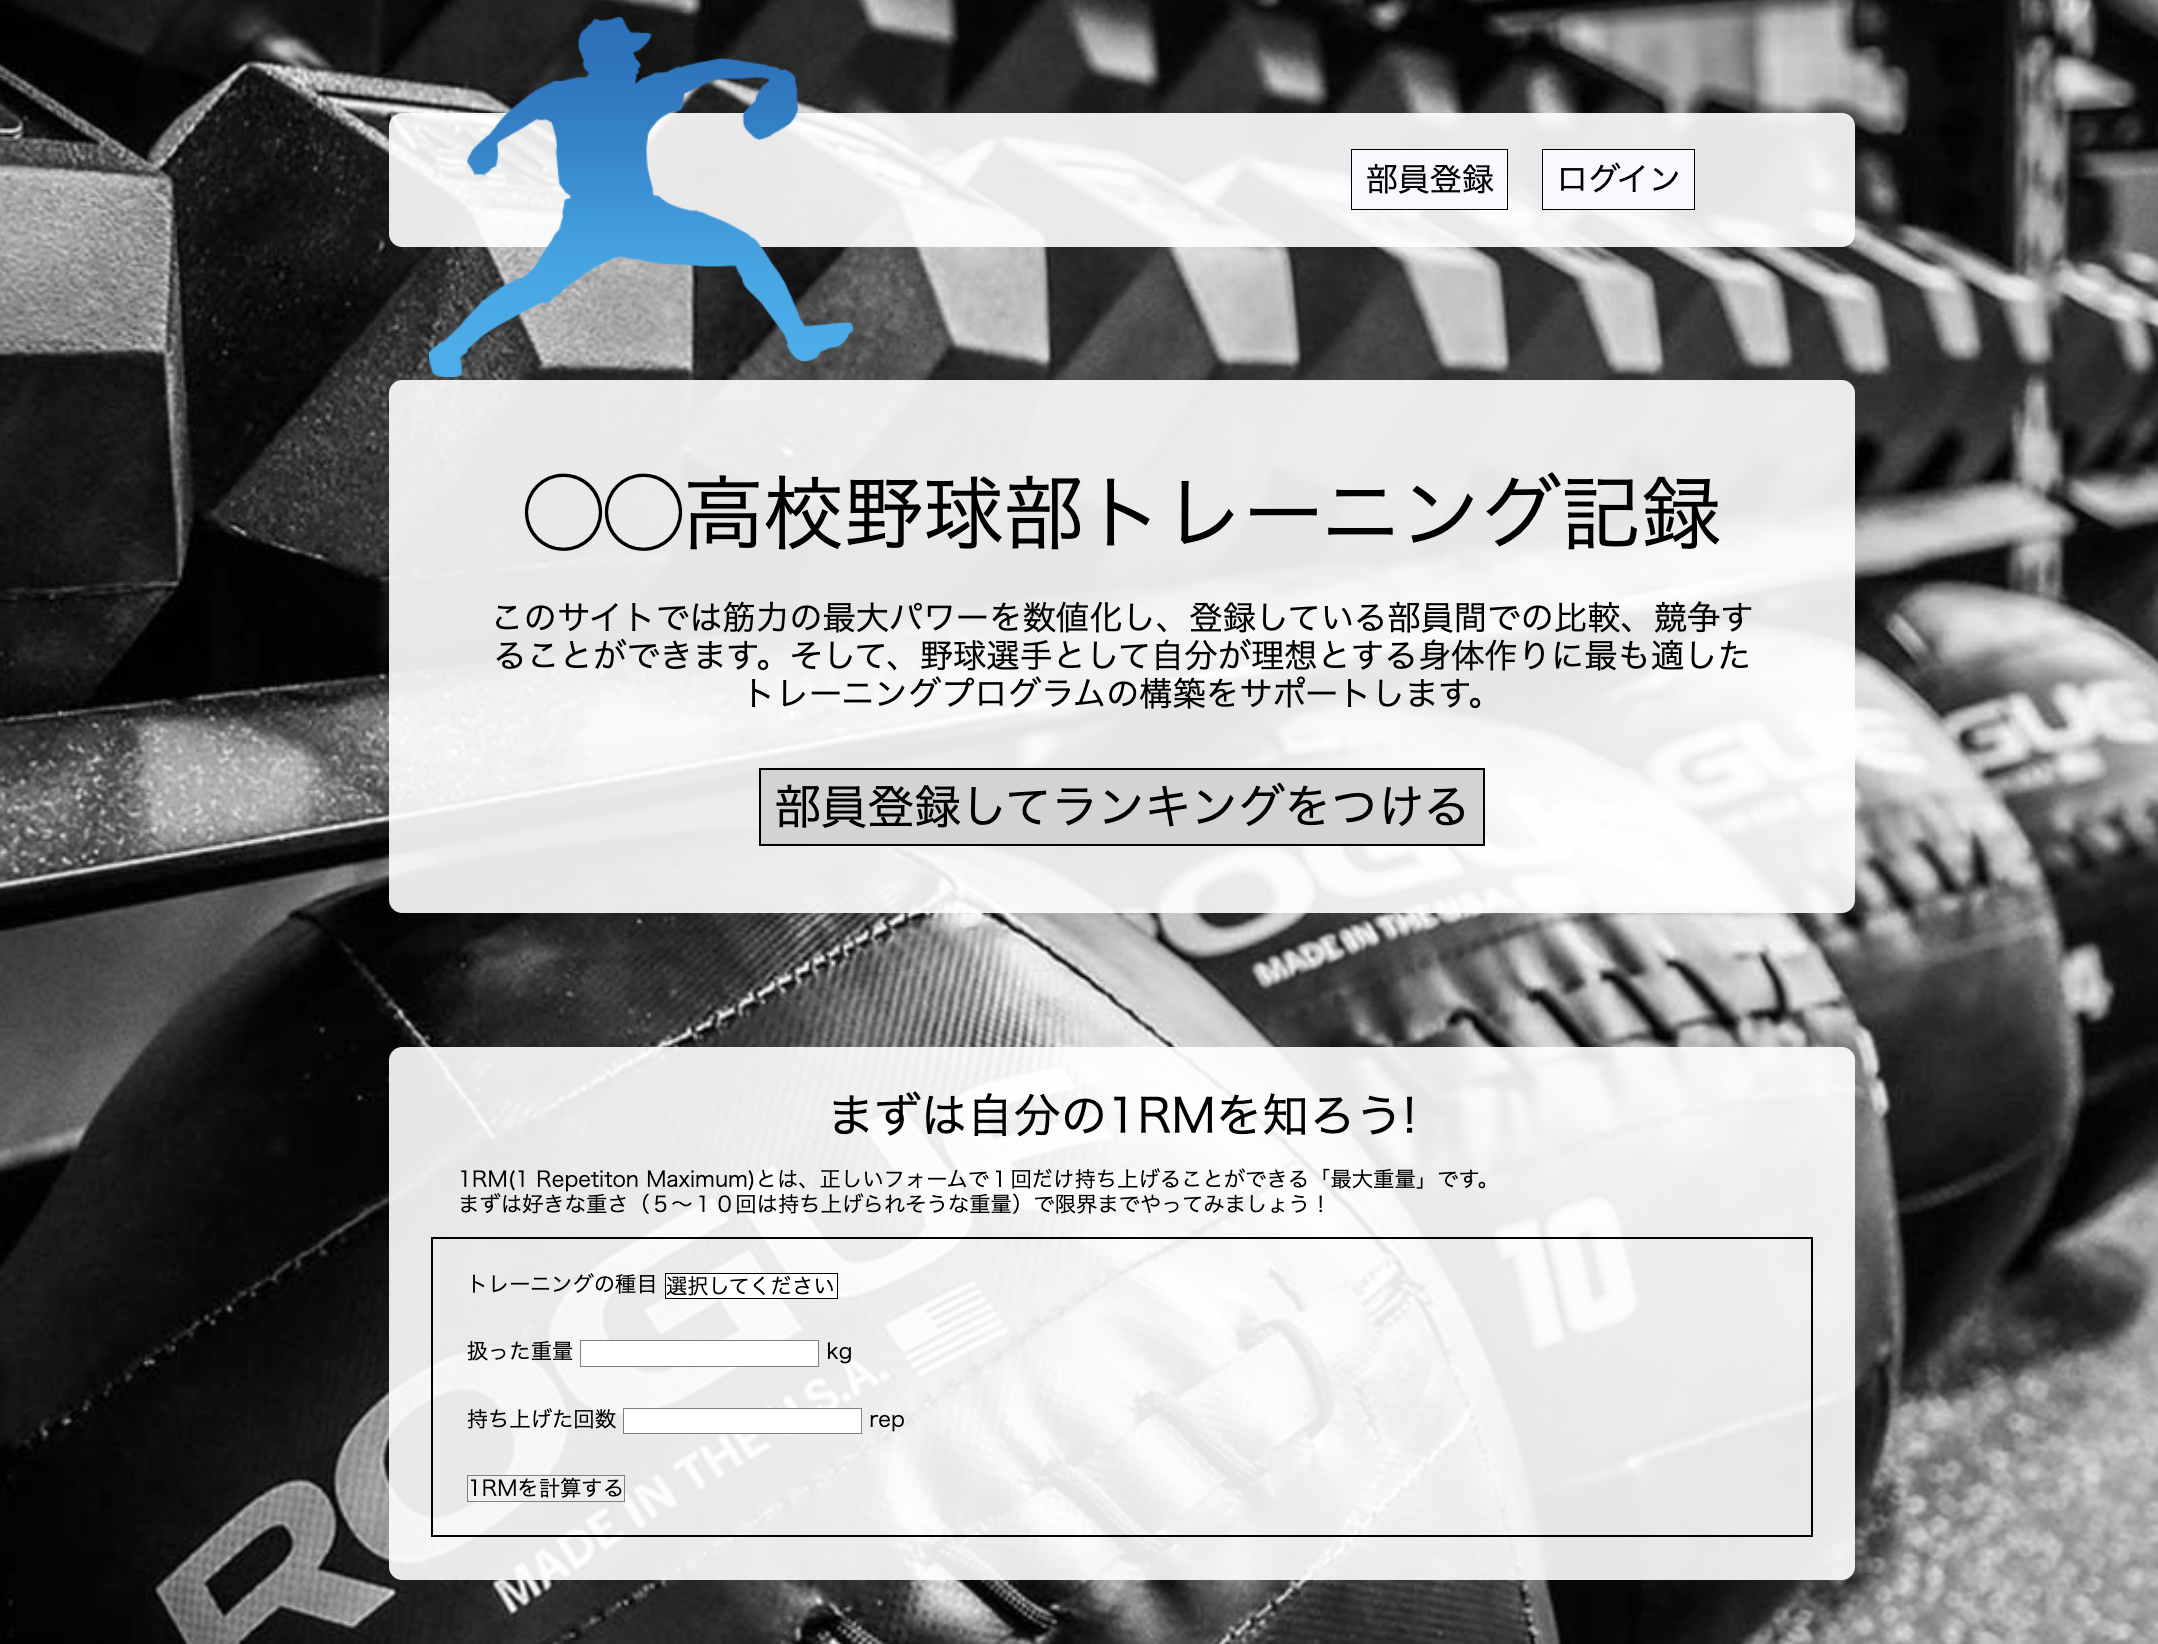 部員登録
ログイン
◯◯高校野球部トレーニング記録
このサイトでは筋力の最大パワーを数値化し、登録している部員間での比較、競争す
ることができます。そして、野球選手として自分が理想とする身体作りに最も適した
トレーニングプログラムの構築をサポートします。
部員登録してランキングをつける
GUE
GUE
OGUE
MADE IN THE U.S.A.
まずは自分の1RMを知ろう!
1RM(1 Repetiton Maximum)とは、正しいフォームで１回だけ持ち上げることができる「最大重量」です。
まずは好きな重さ（５〜１０回は持ち上げられそうな重量）で限界までやってみましょう！
10
トレーニングの種目 選択してください
扱った重量 kg
持ち上げた回数 rep
1RMを計算する
ROGUE
MADE IN THE U.S.A.